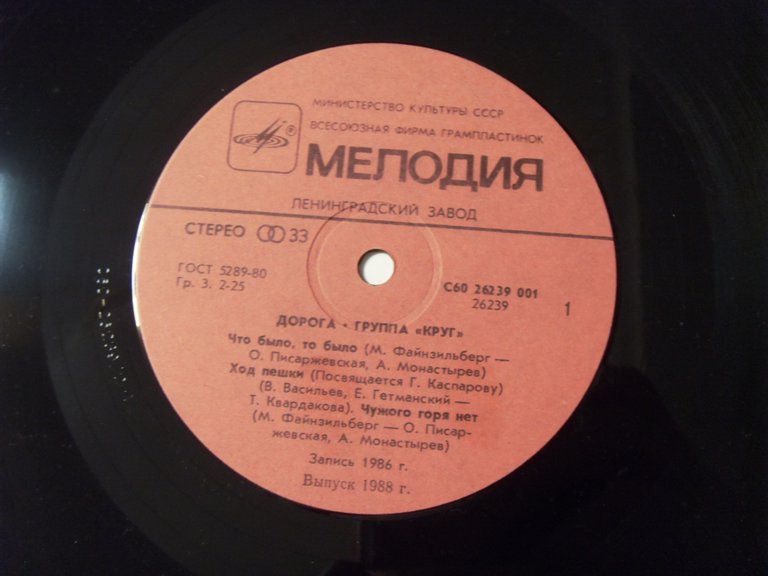 МИНИСТЕРСТВО КУЛЬТУРЫ СССР
ВСЕСОЮЗНАЯ ФИРМА ГРАМПЛАСТИНОК
®
МЕЛОДИЯ
ЛЕНИНГРАДСКИЙ ЗАВОД
СТЕРЕО 33
ГОСТ 5289-80
Гр. 3. 2-25
С60 26239 001
26239
1
ДОРОГА · ГРУППА «КРУГ»
Что было, то было (М. Файнзильберг —
О. Писаржевская, А. Монастырев)
Ход пешки (Посвящается Г. Каспарову)
(В. Васильев, Е. Гетманский —
Т. Квардакова). Чужого горя нет
(М. Файнзильберг — О. Писар-
жевская, А. Монастырев)
Запись 1986 г.
Выпуск 1988 г.